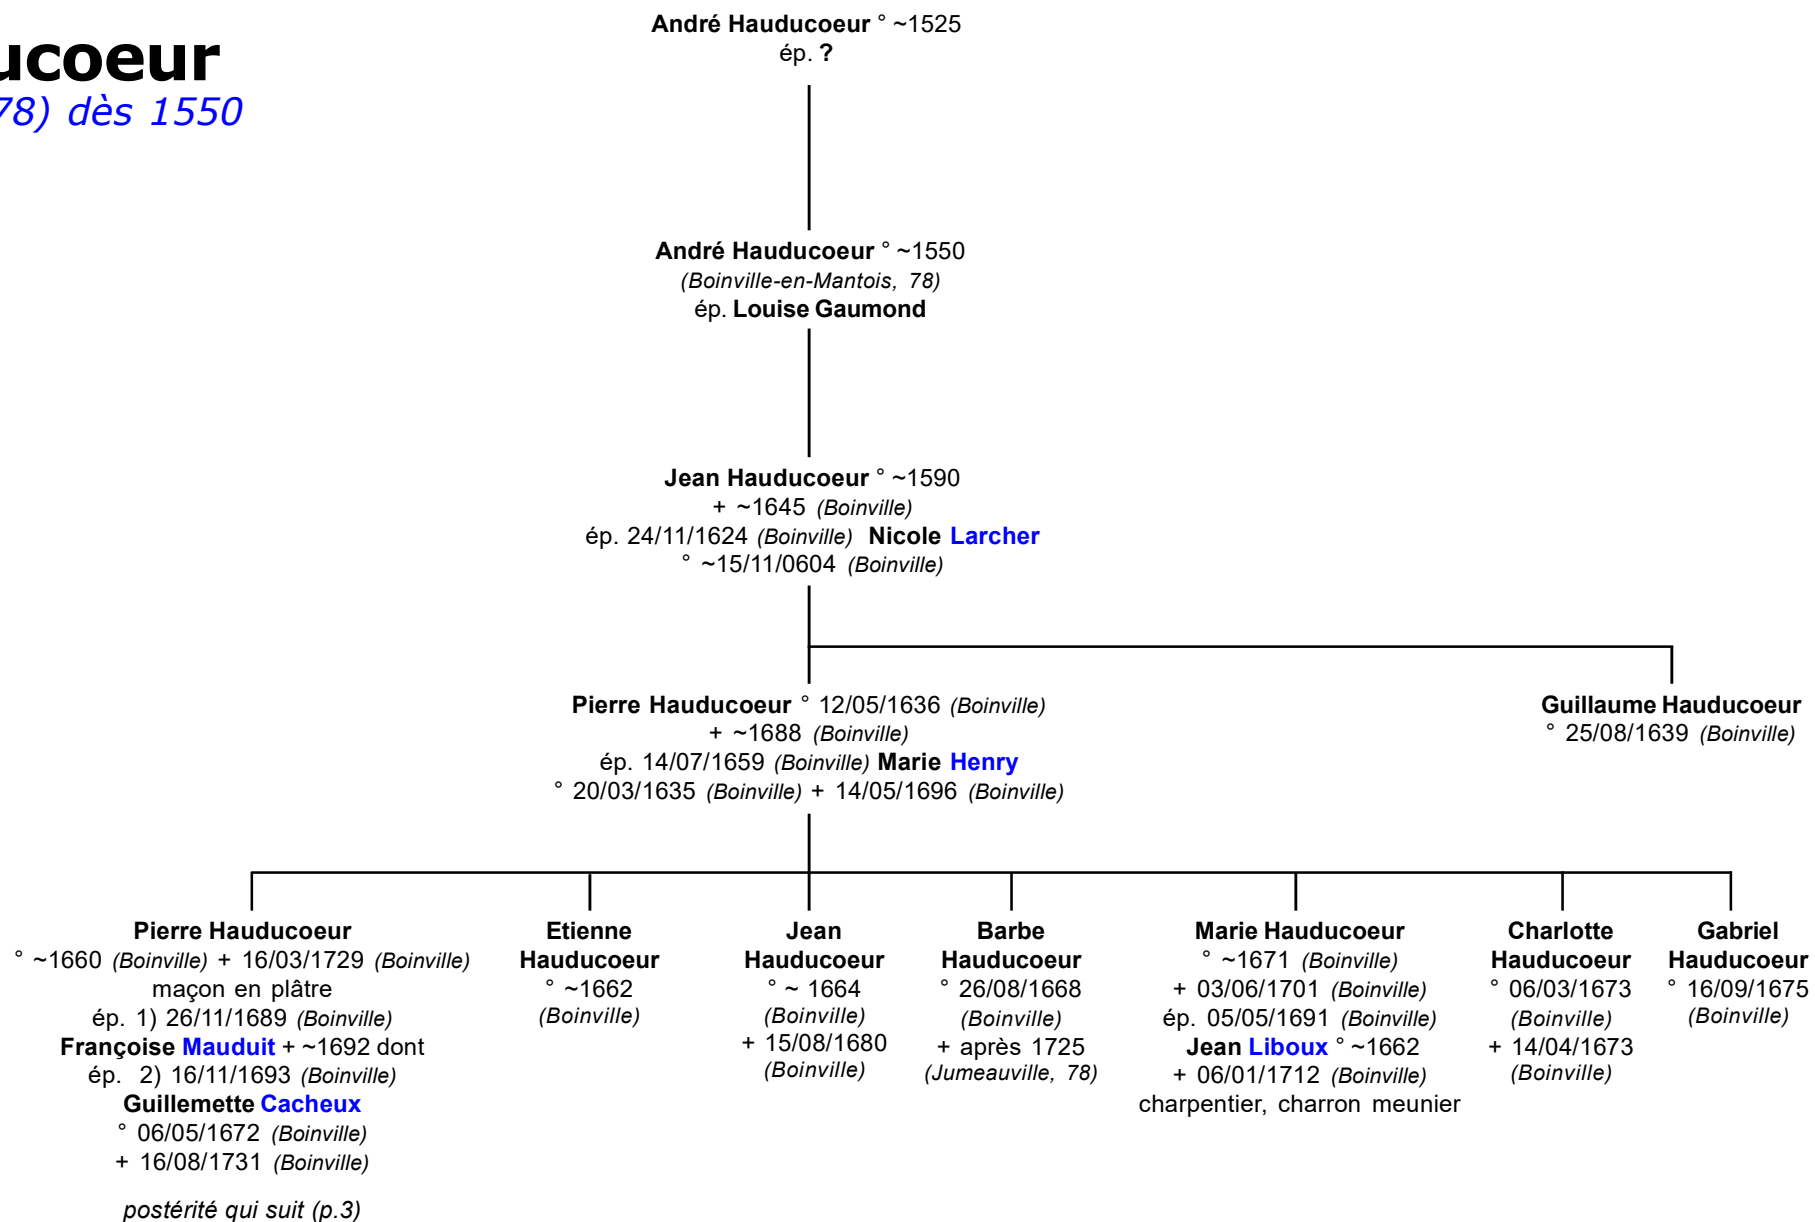 ucoeur
78) dès 1550
André Hauducoeur ° ~1525
ép. ?
André Hauducoeur ° ~1550
(Boinville-en-Mantois, 78)
ép. Louise Gaumond
Jean Hauducoeur ° ~1590
+ ~1645 (Boinville)
ép. 24/11/1624 (Boinville) Nicole Larcher
° ~15/11/0604 (Boinville)
Pierre Hauducoeur ° 12/05/1636 (Boinville)
+ ~1688 (Boinville)
ép. 14/07/1659 (Boinville) Marie Henry
° 20/03/1635 (Boinville) + 14/05/1696 (Boinville)
Guillaume Hauducoeur
° 25/08/1639 (Boinville)
Pierre Hauducoeur
° ~1660 (Boinville) + 16/03/1729 (Boinville)
maçon en plâtre
ép. 1) 26/11/1689 (Boinville)
Françoise Mauduit + ~1692 dont
ép. 2) 16/11/1693 (Boinville)
Guillemette Cacheux
° 06/05/1672 (Boinville)
+ 16/08/1731 (Boinville)
postérité qui suit (p.3)
Etienne
Hauducoeur
° ~1662
(Boinville)
Jean
Hauducoeur
° ~ 1664
(Boinville)
+ 15/08/1680
(Boinville)
Barbe
Hauducoeur
° 26/08/1668
(Boinville)
+ après 1725
(Jumeauville, 78)
Marie Hauducoeur
° ~1671 (Boinville)
+ 03/06/1701 (Boinville)
ép. 05/05/1691 (Boinville)
Jean Liboux ° ~1662
+ 06/01/1712 (Boinville)
charpentier, charron meunier
Charlotte
Hauducoeur
° 06/03/1673
(Boinville)
+ 14/04/1673
(Boinville)
Gabriel
Hauducoeur
° 16/09/1675
(Boinville)